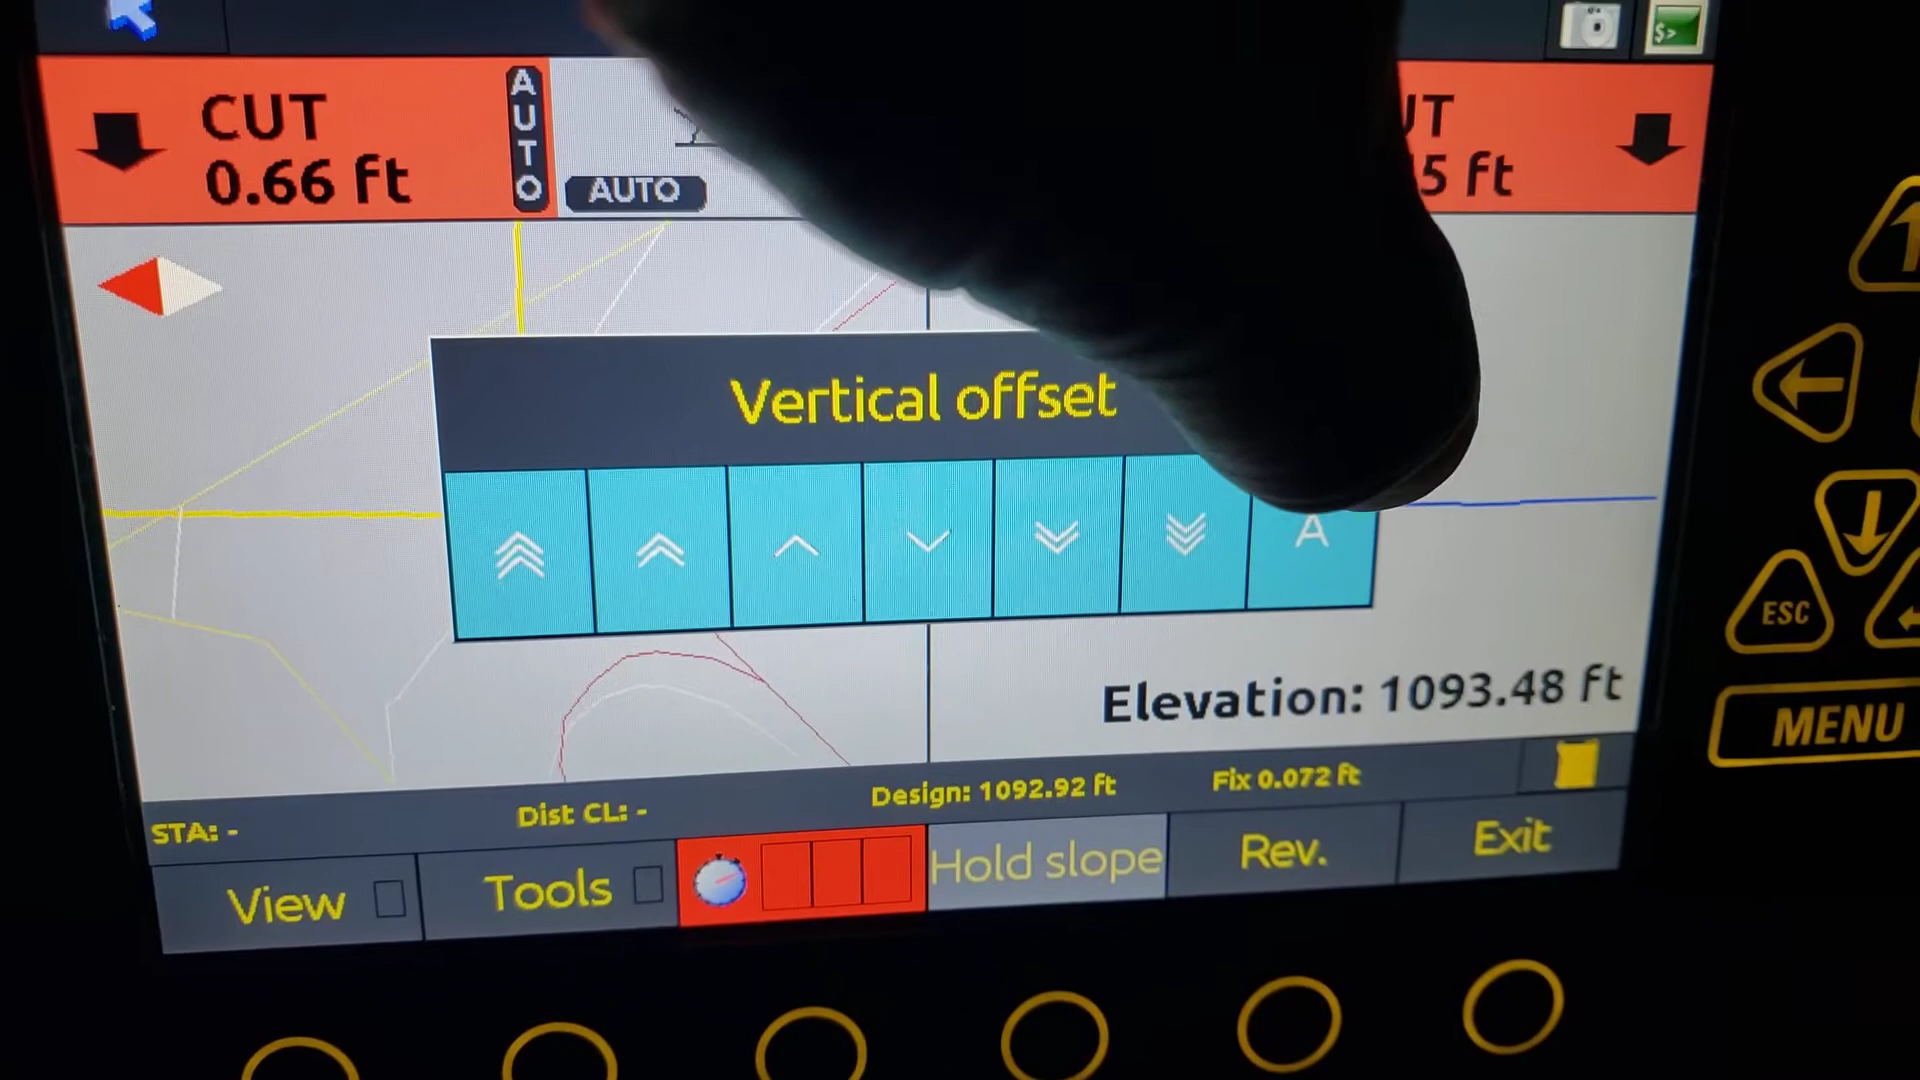 $>
CUT
0.66 ft
AUTO
AUTO
5 ft
Vertical offset
A
Elevation: 1093.48 ft
STA: -
Dist CL: -
Design: 1092.92 ft
Fix 0.072 ft
View
Tools
Hold slope
Rev.
Exit
ESC
MENU